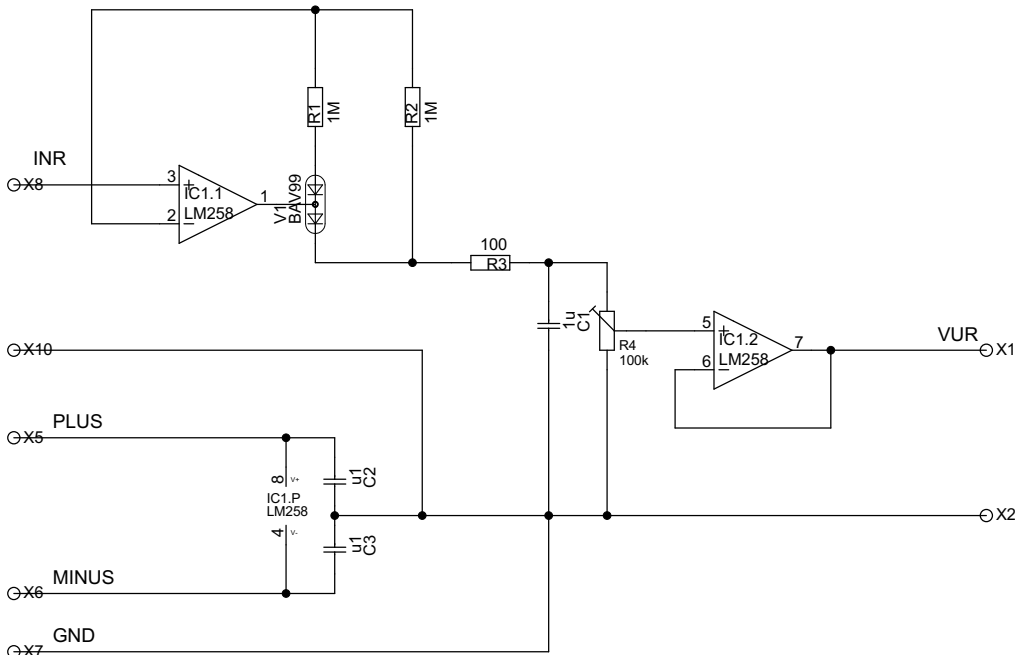 R1
1M
R2
1M
INR
X8
3
2
IC1.1
LM258
1
V1
BAV99
100
R3
1u
C1
R4
100k
5
6
IC1.2
LM258
7
VUR
X1
X10
PLUS
X5
8
V+
IC1.P
LM258
4
V-
u1
C2
u1
C3
X2
MINUS
X6
GND
X7